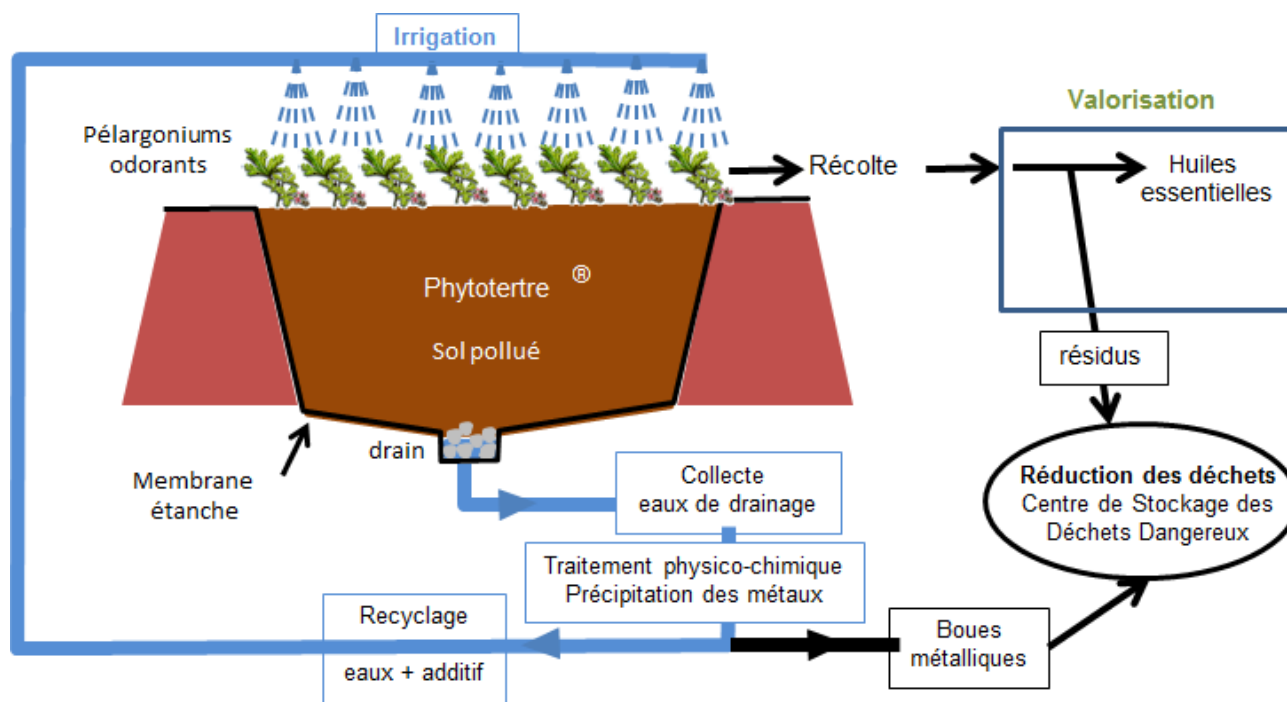 Irrigation
Valorisation
Pélargoniums
odorants
Récolte
Huiles
essentielles
Phytotertre ®
Sol pollué
résidus
drain
Membrane
étanche
Collecte
eaux de drainage
Réduction des déchets
Centre de Stockage des
Déchets Dangereux
Traitement physico-chimique
Précipitation des métaux
Recyclage
eaux + additif
Boues
métalliques